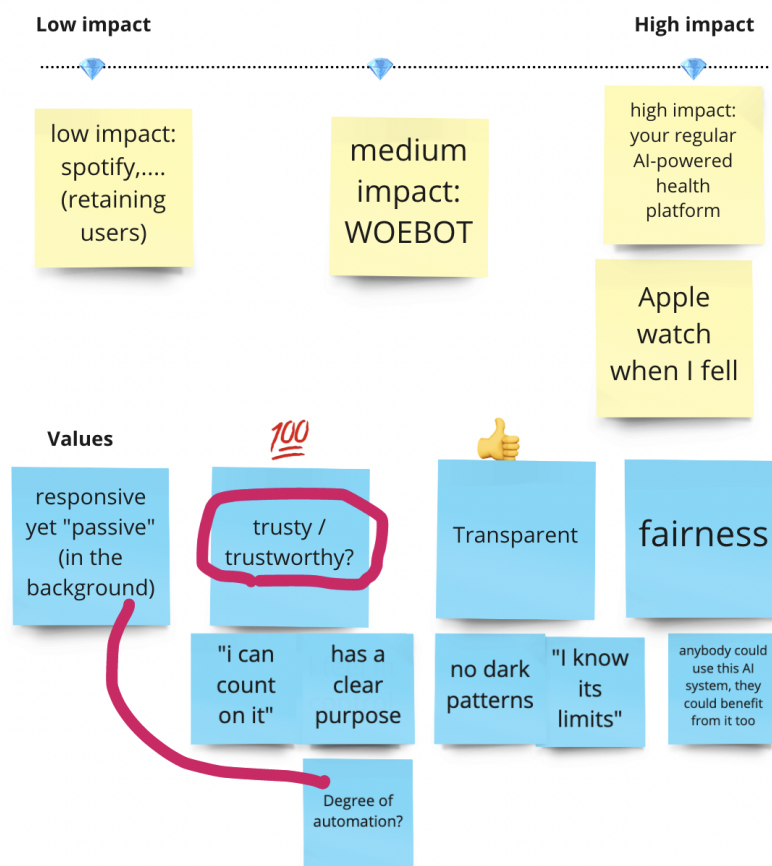 Low impact
High impact
low impact:
spotify,....
(retaining
users)
medium
impact:
WOEBOT
high impact:
your regular
AI-powered
health
platform
Apple
watch
when I fell
Values
100
responsive
yet "passive"
(in the
background)
trusty /
trustworthy?
Transparent
fairness
"i can
count
on it"
has a
clear
purpose
no dark
patterns
"I know
its
limits"
anybody could
use this AI
system, they
could benefit
from it too
Degree of
automation?